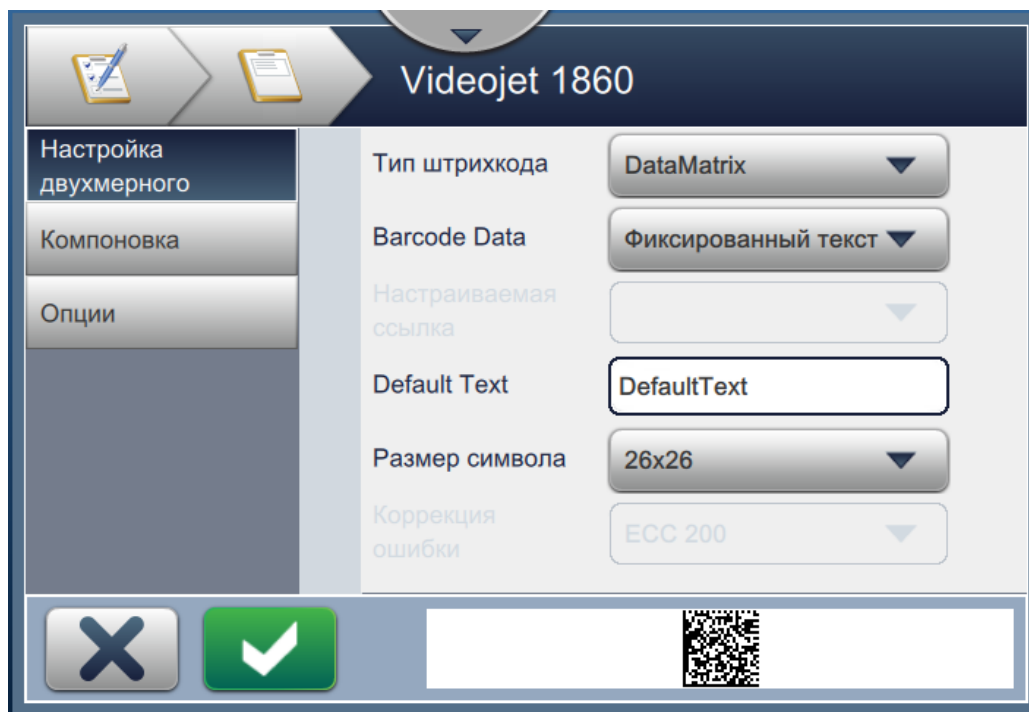 Videojet 1860
Настройка
двухмерного
Компоновка
Опции
Тип штрихкода
DataMatrix
Barcode Data
Фиксированный текст
Настраиваемая
ссылка
Default Text
DefaultText
Размер символа
26x26
Коррекция
ошибки
ECC 200